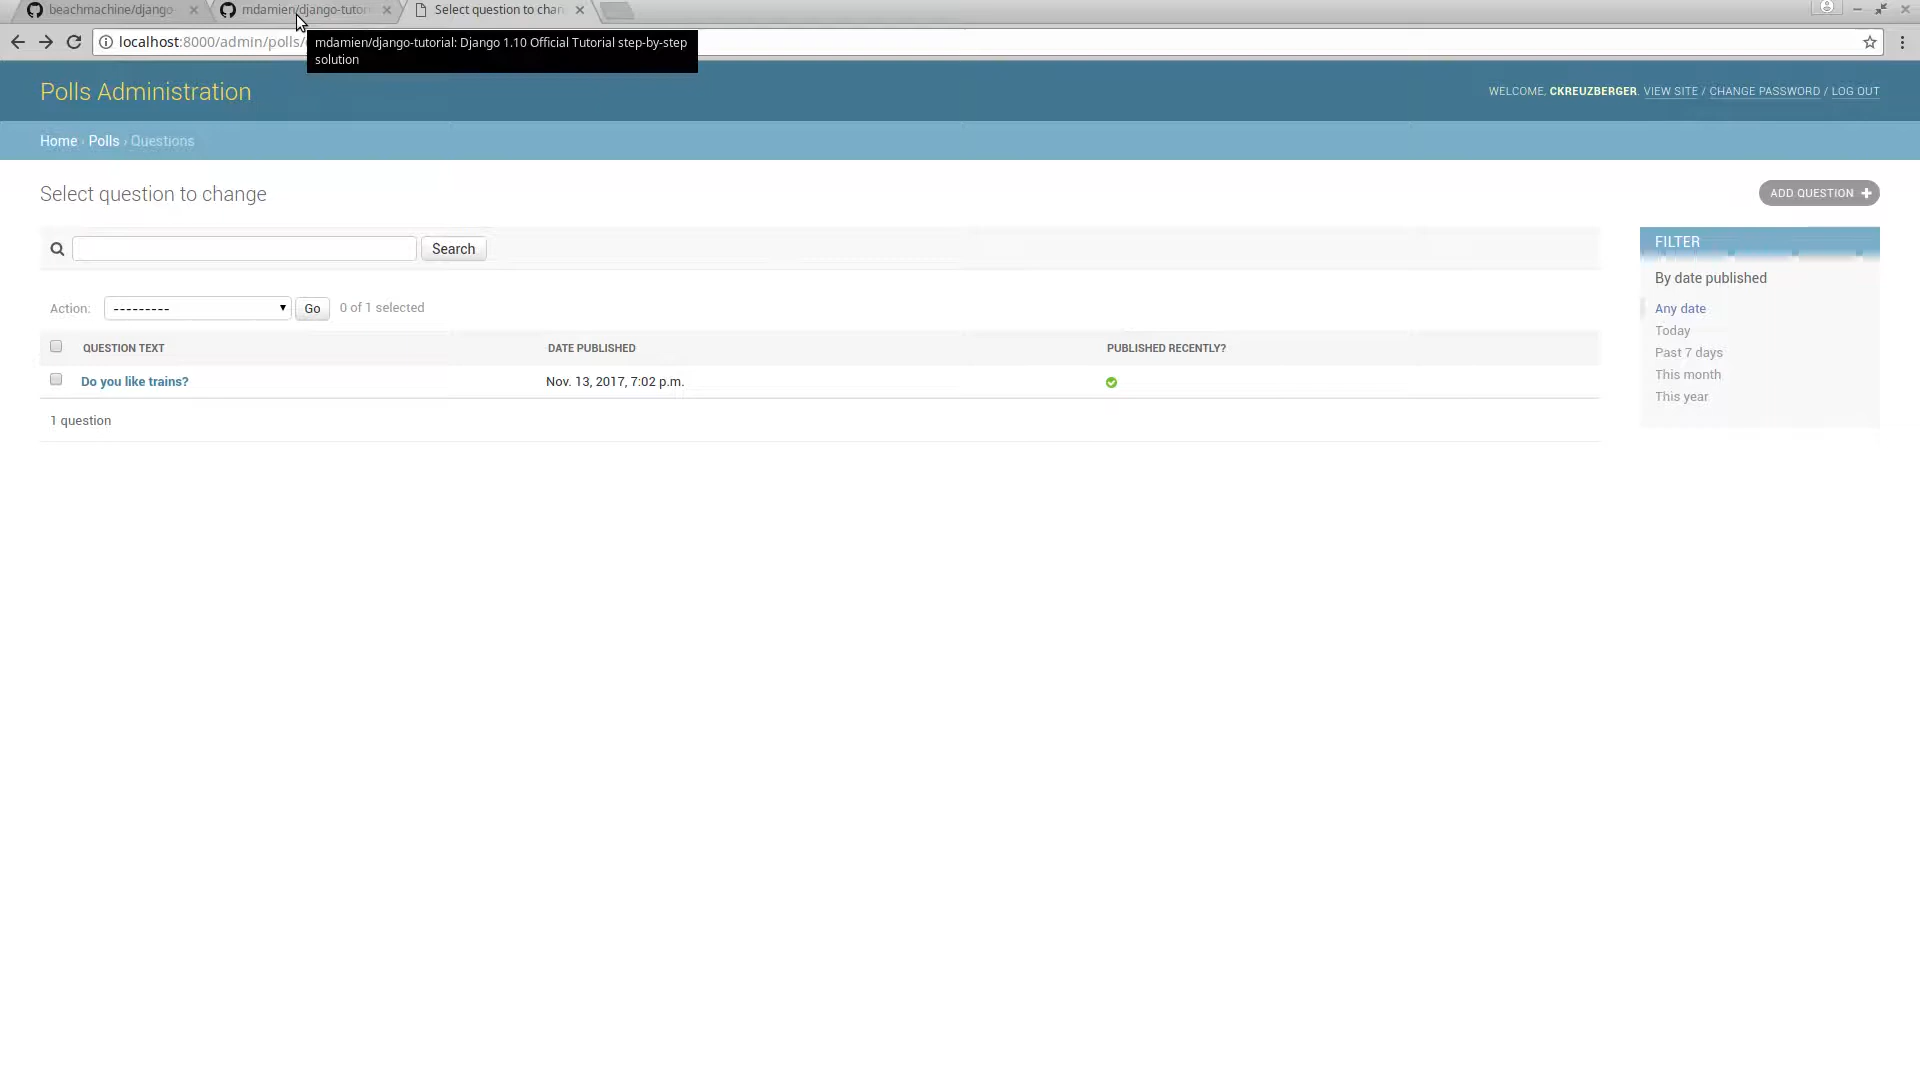 beachmachine/django-
mdamien/django-tutor
Select question to chan
localhost:8000/admin/polls/
mdamien/django-tutorial: Django 1.10 Official Tutorial step-by-step
solution
Polls Administration
WELCOME, CKREUZBERGER. VIEW SITE / CHANGE PASSWORD / LOG OUT
Home › Polls › Questions
Select question to change
ADD QUESTION
Search
FILTER
By date published
Action:
---------
Go
0 of 1 selected
Any date
Today
Past 7 days
This month
This year
QUESTION TEXT
DATE PUBLISHED
PUBLISHED RECENTLY?
Do you like trains?
Nov. 13, 2017, 7:02 p.m.
1 question